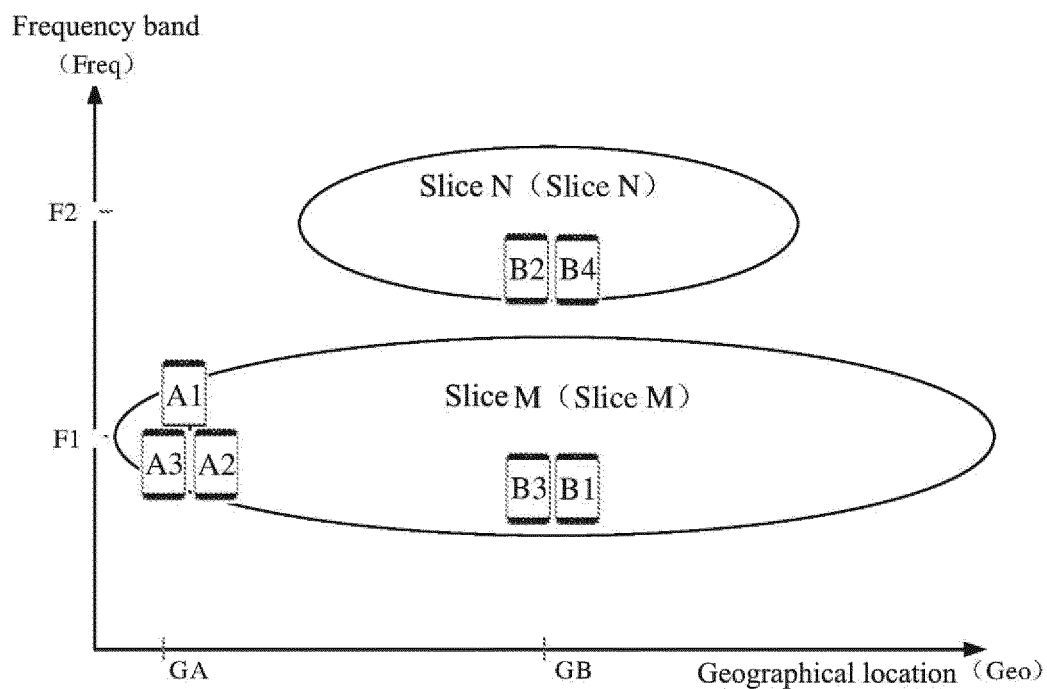 Frequency band
（Freq)
Slice N（Slice N）
F2
B2 B4
A1
Slice M（Slice M）
F1
A3 A2
B3 B1
GA
GB
Geographical location（Geo）